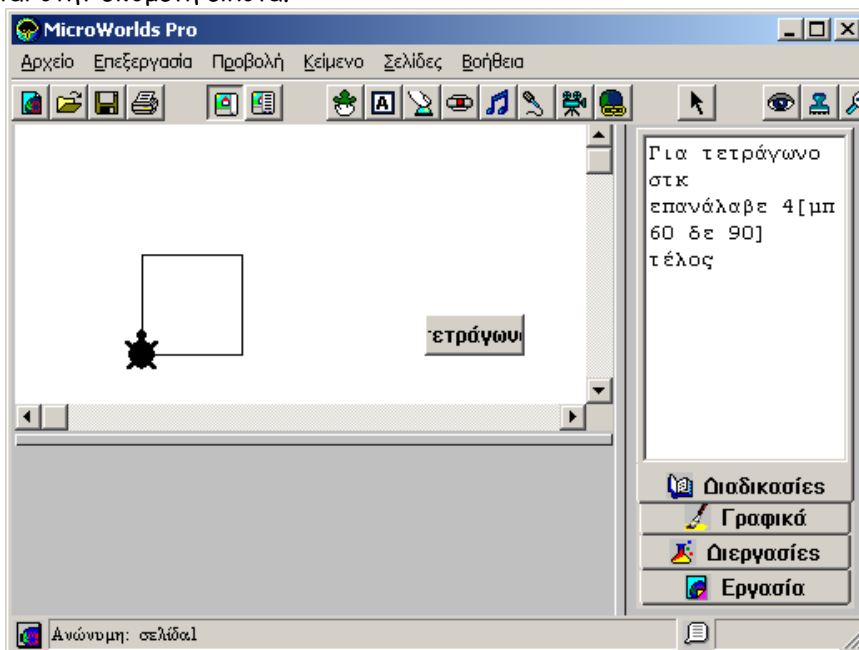 MicroWorlds Pro
Αρχείο Επεξεργασία Προβολή Κείμενο Σελίδες Βοήθεια
Για τετράγωνο
στκ
επανάλαβε 4[μπ
60 δε 90]
τέλος
τετράγωνο
Διαδικασίες
Γραφικά
Διεργασίες
Εργασία
Ανώνυμη: σελίδα1